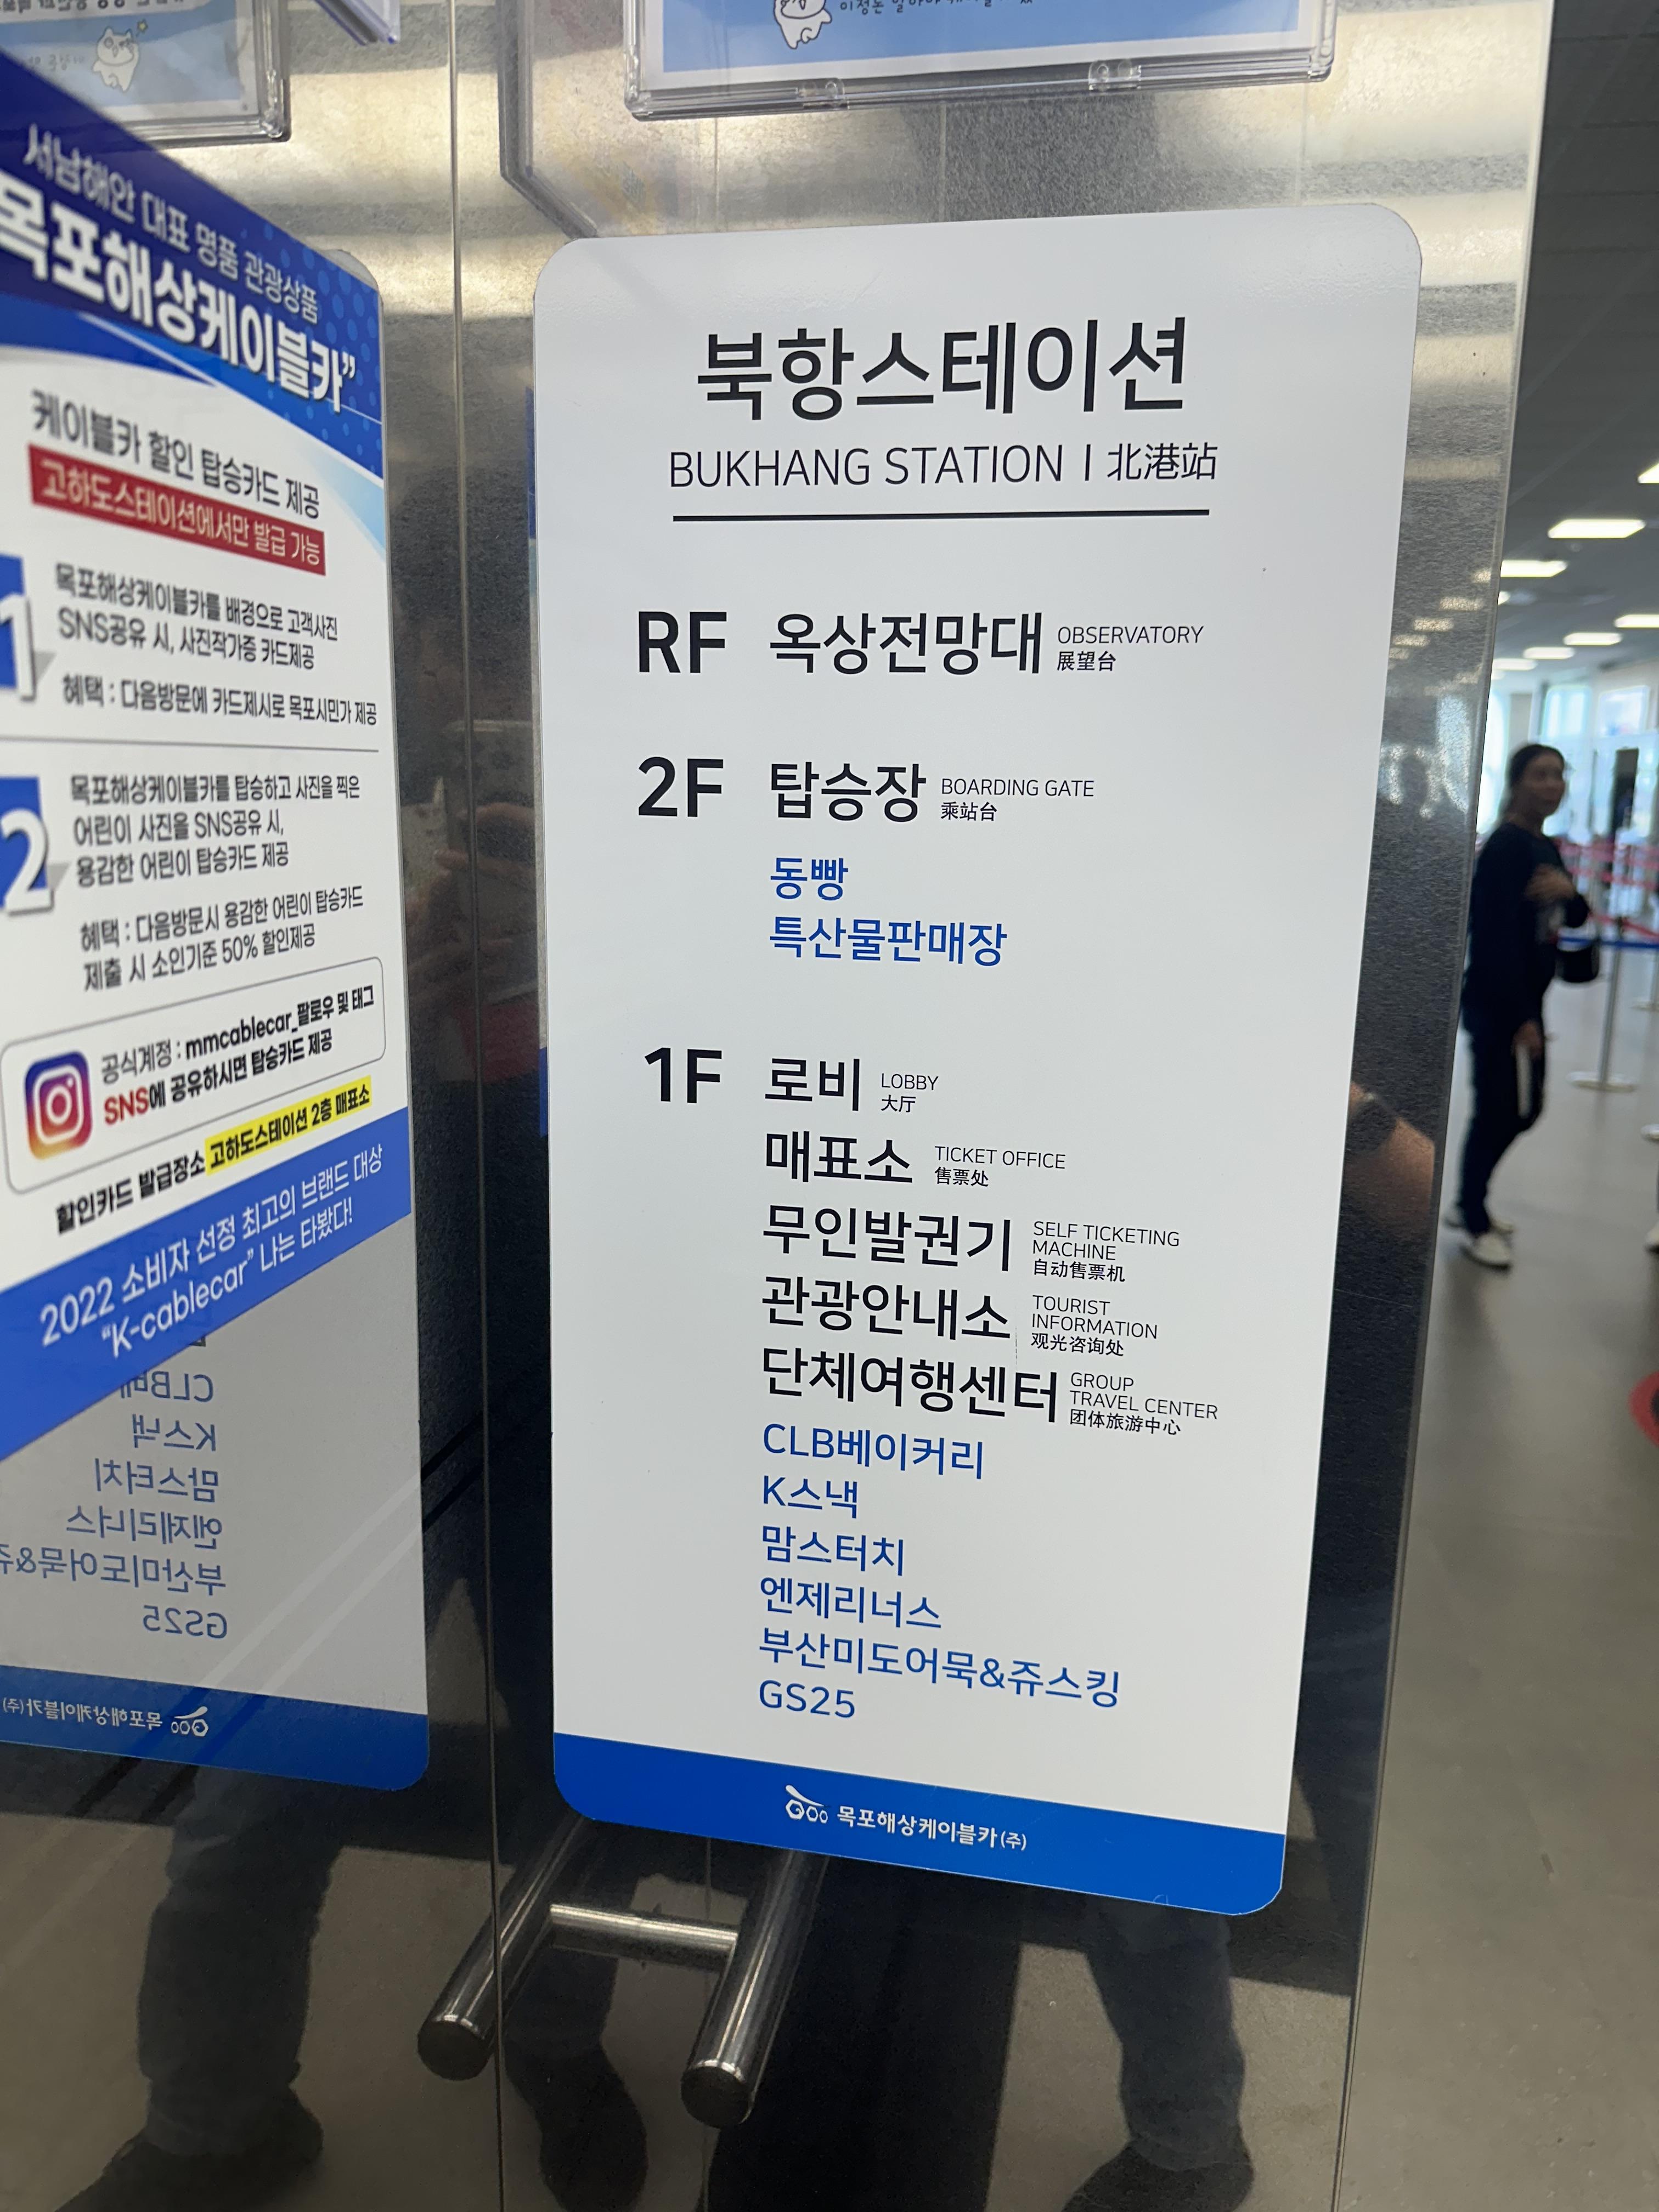 서남해안 대표 명품 관광상품
목포해상케이블카”
케이블카 할인 탑승카드 제공
고하도스테이션에서만 발급 가능
1
목포해상케이블카를 배경으로 고객사진
SNS공유 시, 사진작가증 카드제공
혜택 : 다음방문에 카드제시로 목포시민가 제공
2
목포해상케이블카를 탑승하고 사진을 찍은
어린이 사진을 SNS공유 시,
용감한 어린이 탑승카드 제공
혜택 : 다음방문시 용감한 어린이 탑승카드
제출 시 소인기준 50% 할인제공
공식계정 : mmcablecar_팔로우 및 태그
SNS에 공유하시면 탑승카드 제공
할인카드 발급장소 고하도스테이션 2층 매표소
2022 소비자 선정 최고의 브랜드 대상
“K-cablecar” 나는 타봤다!
북항스테이션
BUKHANG STATION | 北港站
RF 옥상전망대 OBSERVATORY
展望台
2F 탑승장 BOARDING GATE
乘站台
동빵
특산물판매장
1F 로비 LOBBY
大厅
매표소 TICKET OFFICE
售票处
무인발권기 SELF TICKETING
MACHINE
自动售票机
관광안내소 TOURIST
INFORMATION
观光咨询处
단체여행센터 GROUP
TRAVEL CENTER
团体旅游中心
CLB베이커리
K스낵
맘스터치
엔제리너스
부산미도어묵&쥬스킹
GS25
목포해상케이블카(주)